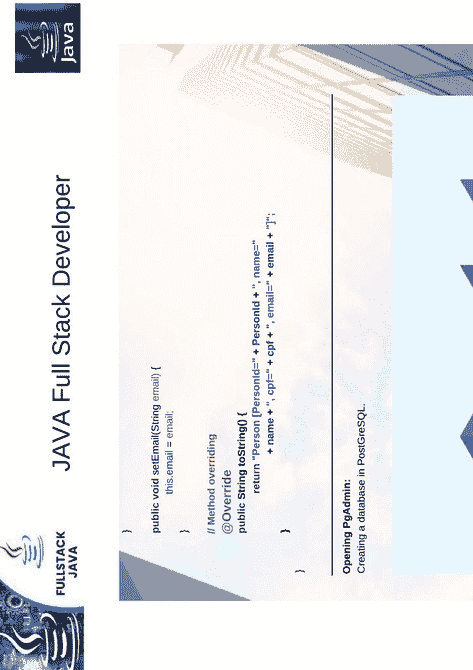 FULLSTACK
JAVA
JAVA Full Stack Developer
Java
}
public void setEmail(String email) {
this.email = email;
}
// Method overriding
@Override
public String toString() {
return "Person [PersonId=" + PersonId + ", name="
+ name + ", cpf=" + cpf + ", email=" + email + "]";
}
}
Opening PgAdmin:
Creating a database in PostGreSQL.